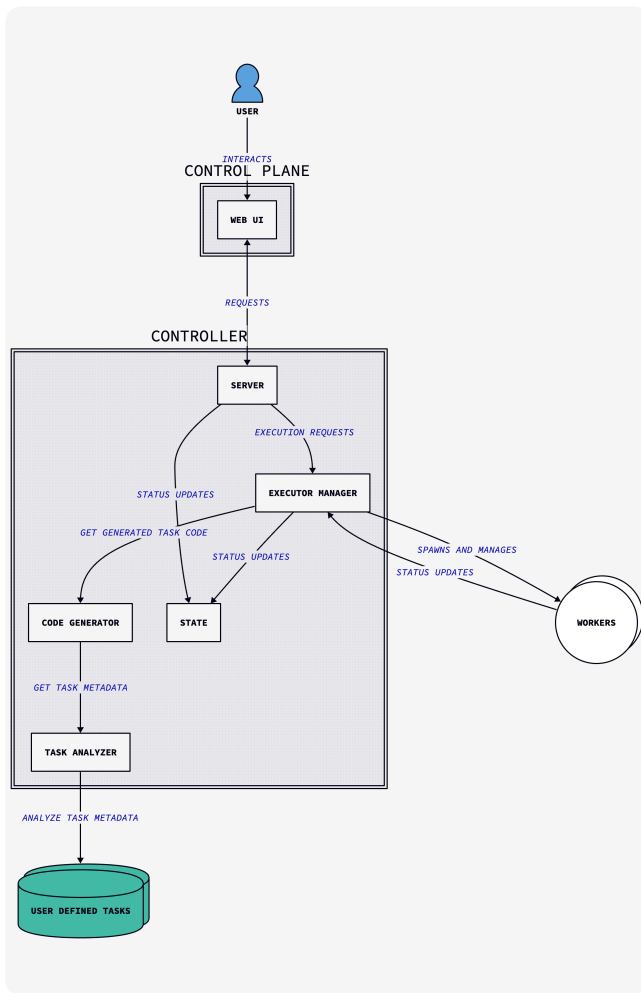 USER
INTERACTS
CONTROL PLANE
WEB UI
REQUESTS
CONTROLLER
SERVER
EXECUTION REQUESTS
EXECUTOR MANAGER
STATUS UPDATES
GET GENERATED TASK CODE
STATUS UPDATES
SPAWNS AND MANAGES
STATUS UPDATES
CODE GENERATOR
STATE
WORKERS
GET TASK METADATA
TASK ANALYZER
ANALYZE TASK METADATA
USER DEFINED TASKS